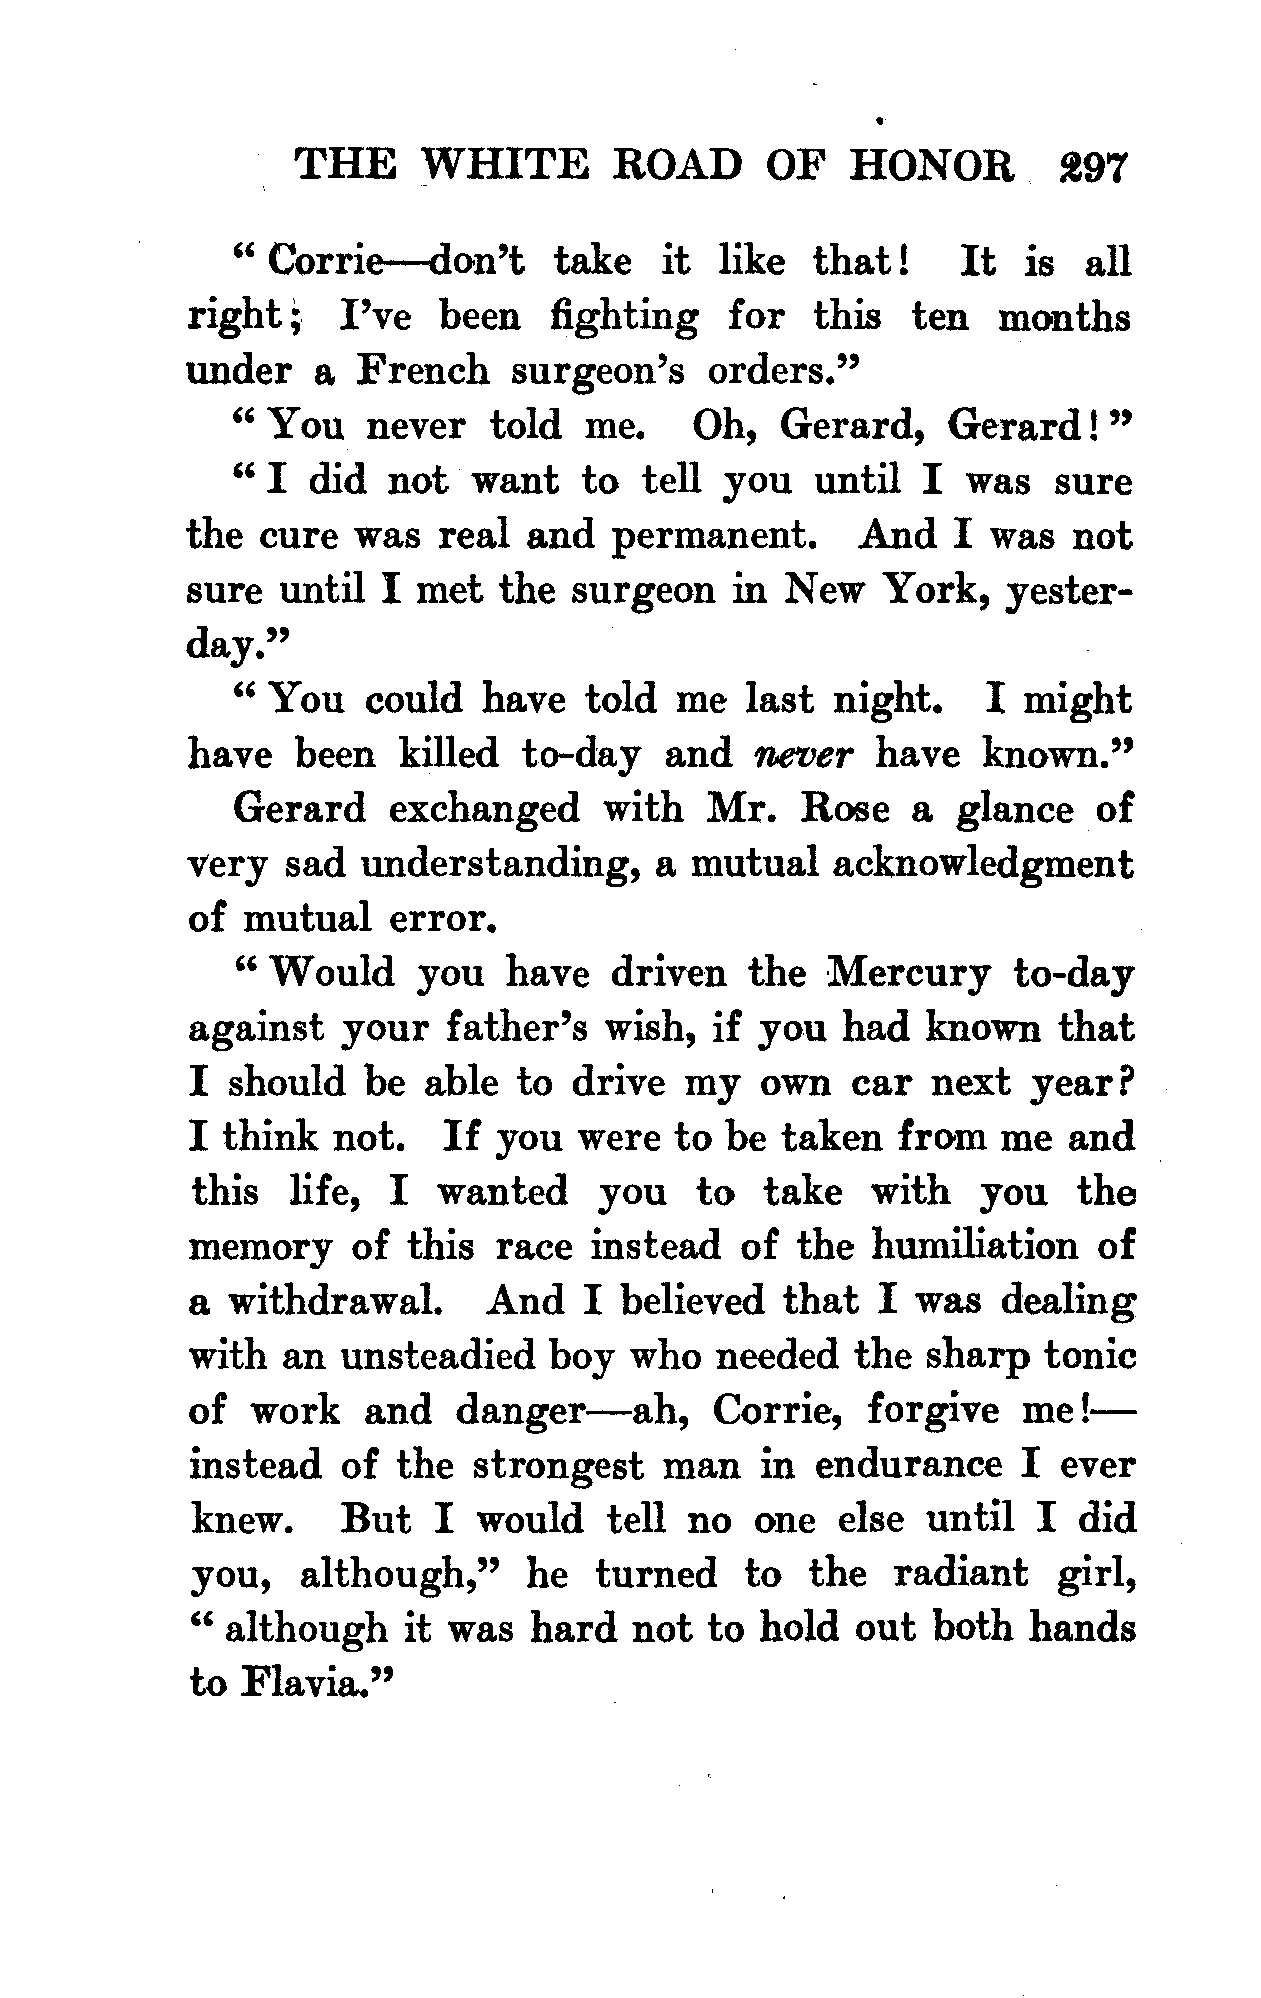 THE WHITE ROAD OF HONOR 297
“ Corrie—don’t take it like that! It is all
right; I’ve been fighting for this ten months
under a French surgeon’s orders.”
“ You never told me. Oh, Gerard, Gerard! ”
“ I did not want to tell you until I was sure
the cure was real and permanent. And I was not
sure until I met the surgeon in New York, yester-
day.”
“ You could have told me last night. I might
have been killed to-day and never have known.”
Gerard exchanged with Mr. Rose a glance of
very sad understanding, a mutual acknowledgment
of mutual error.
“ Would you have driven the Mercury to-day
against your father’s wish, if you had known that
I should be able to drive my own car next year?
I think not. If you were to be taken from me and
this life, I wanted you to take with you the
memory of this race instead of the humiliation of
a withdrawal. And I believed that I was dealing
with an unsteadied boy who needed the sharp tonic
of work and danger—ah, Corrie, forgive me!—
instead of the strongest man in endurance I ever
knew. But I would tell no one else until I did
you, although,” he turned to the radiant girl,
“ although it was hard not to hold out both hands
to Flavia.”